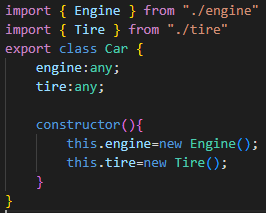 import { Engine } from "./engine"
import { Tire } from "./tire"
export class Car {
    engine:any;
    tire:any;

    constructor(){
        this.engine=new Engine();
        this.tire=new Tire();
    }
}